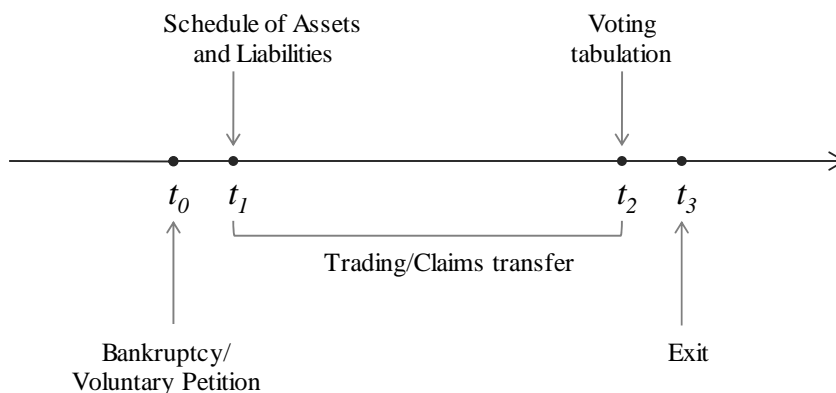 Schedule of Assets
and Liabilities
Voting
tabulation
t0 t1 t2 t3
Trading/Claims transfer
Bankruptcy/
Voluntary Petition
Exit